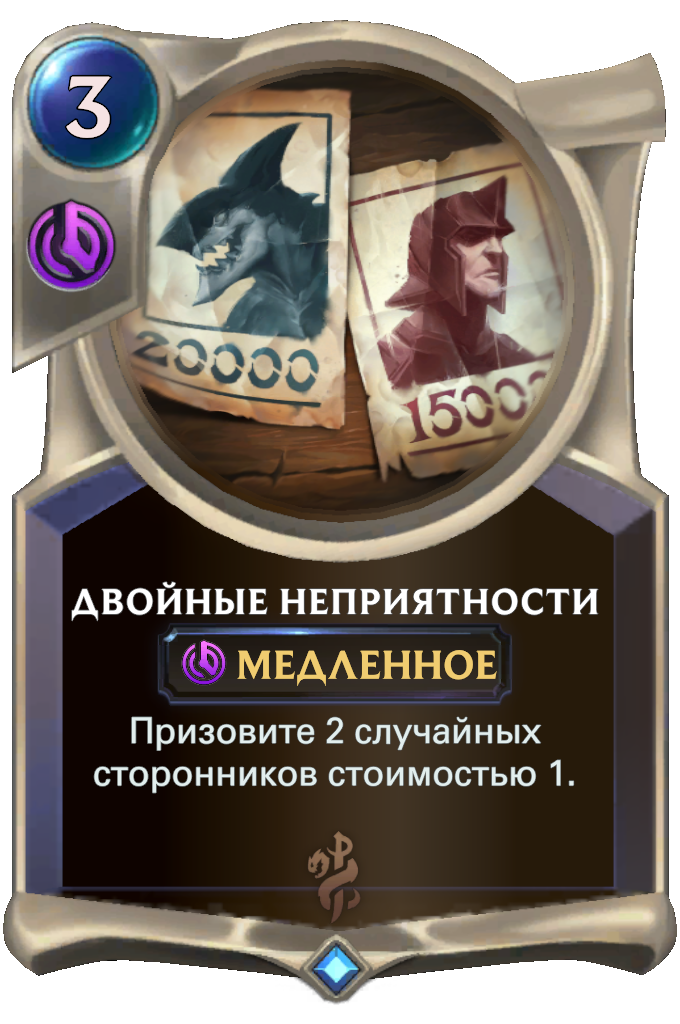 3
20000
1500
ДВОЙНЫЕ НЕПРИЯТНОСТИ
МЕДЛЕННОЕ
Призовите 2 случайных
сторонников стоимостью 1.